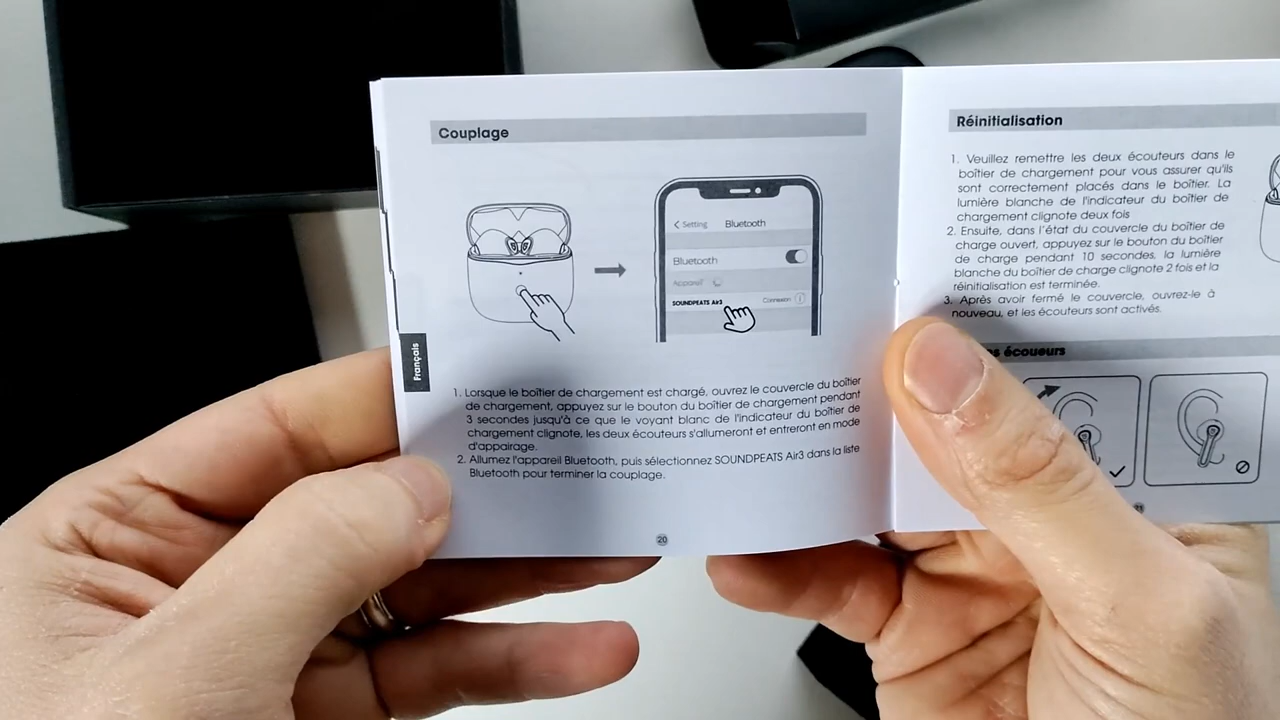 Couplage
Setting
Bluetooth
Bluetooth
Appareil
SOUNDPEATS Air3
Connexion
Français
1. Lorsque le boîtier de chargement est chargé, ouvrez le couvercle du boîtier
de chargement, appuyez sur le bouton du boîtier de chargement pendant
3 secondes jusqu'à ce que le voyant blanc de l'indicateur du boîtier de
chargement clignote, les deux écouteurs s'allumeront et entreront en mode
d'appairage.
2. Allumez l'appareil Bluetooth, puis sélectionnez SOUNDPEATS Air3 dans la liste
Bluetooth pour terminer la couplage.
20
Réinitialisation
1. Veuillez remettre les deux écouteurs dans le
boîtier de chargement pour vous assurer qu'ils
sont correctement placés dans le boîtier. La
lumière blanche de l'indicateur du boîtier de
chargement clignote deux fois
2. Ensuite, dans l'état du couvercle du boîtier de
charge ouvert, appuyez sur le bouton du boîtier
de charge pendant 10 secondes, la lumière
blanche du boîtier de charge clignote 2 fois et la
réinitialisation est terminée.
3. Après avoir fermé le couvercle, ouvrez-le à
nouveau, et les écouteurs sont activés.
écoueurs